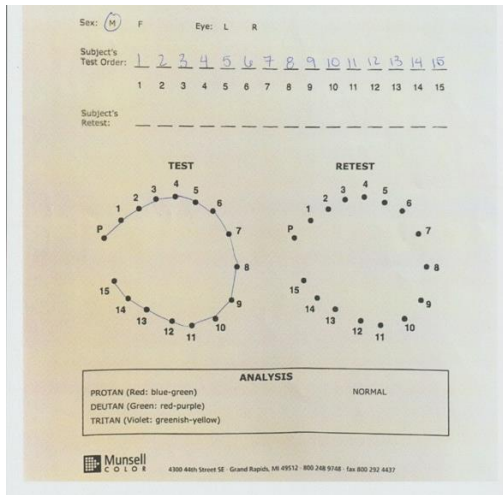 Sex: M F Eye: L R
Subject's
Test Order: 1 2 3 4 5 6 7 8 9 10 11 12 13 14 15
1 2 3 4 5 6 7 8 9 10 11 12 13 14 15
Subject's
Retest:
TEST RETEST
P 1 2 3 4 5 6 7 8 9 10 11 12 13 14 15
P 1 2 3 4 5 6 7 8 9 10 11 12 13 14 15
ANALYSIS
PROTAN (Red: blue-green) NORMAL
DEUTAN (Green: red-purple)
TRITAN (Violet: greenish-yellow)
Munsell
COLOR 4300 44th Street SE - Grand Rapids, MI 49512 - 800 248 9748 - fax 800 292 4437